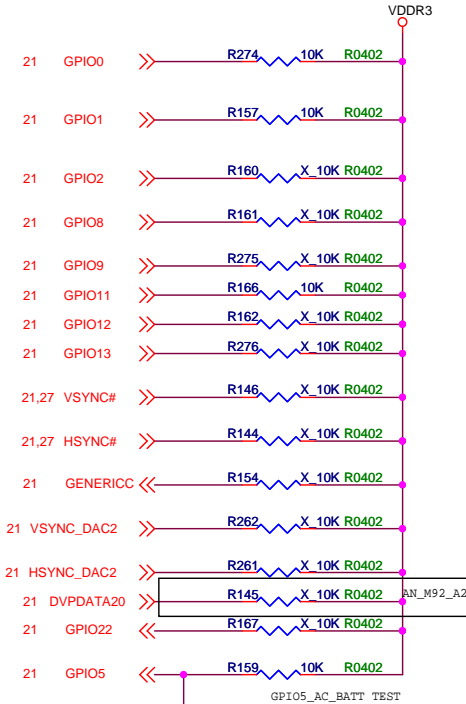 VDDR3
21 GPIO0 R274 10K R0402
21 GPIO1 R157 10K R0402
21 GPIO2 R160 X_10K R0402
21 GPIO8 R161 X_10K R0402
21 GPIO9 R275 X_10K R0402
21 GPIO11 R166 10K R0402
21 GPIO12 R162 X_10K R0402
21 GPIO13 R276 X_10K R0402
21,27 VSYNC# R146 X_10K R0402
21,27 HSYNC# R144 X_10K R0402
21 GENERICC R154 X_10K R0402
21 VSYNC_DAC2 R262 X_10K R0402
21 HSYNC_DAC2 R261 X_10K R0402
21 DVPDATA20 R145 X_10K R0402 AN_M92_A2
21 GPIO22 R167 X_10K R0402
21 GPIO5 R159 10K R0402
GPIO5_AC_BATT TEST